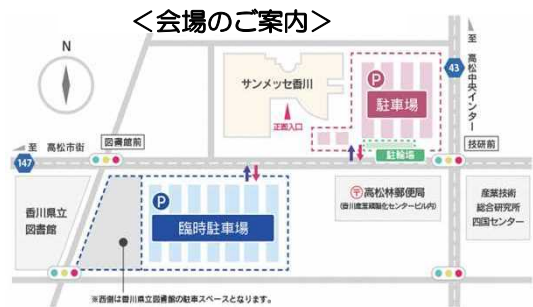 ＜会場のご案内＞
N
至 高松中央インター
43
サンメッセ香川
P
駐車場
正面入口
至 高松市街
図書館前
駐輪場
技研前
147
香川県立
図書館
P
臨時駐車場
〒高松林郵便局
(香川産業頭脳化センタービル内)
産業技術
総合研究所
四国センター
※西側は香川県立図書館の駐車スペースとなります。